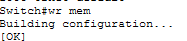 Switch#wr mem
Building configuration...
[OK]